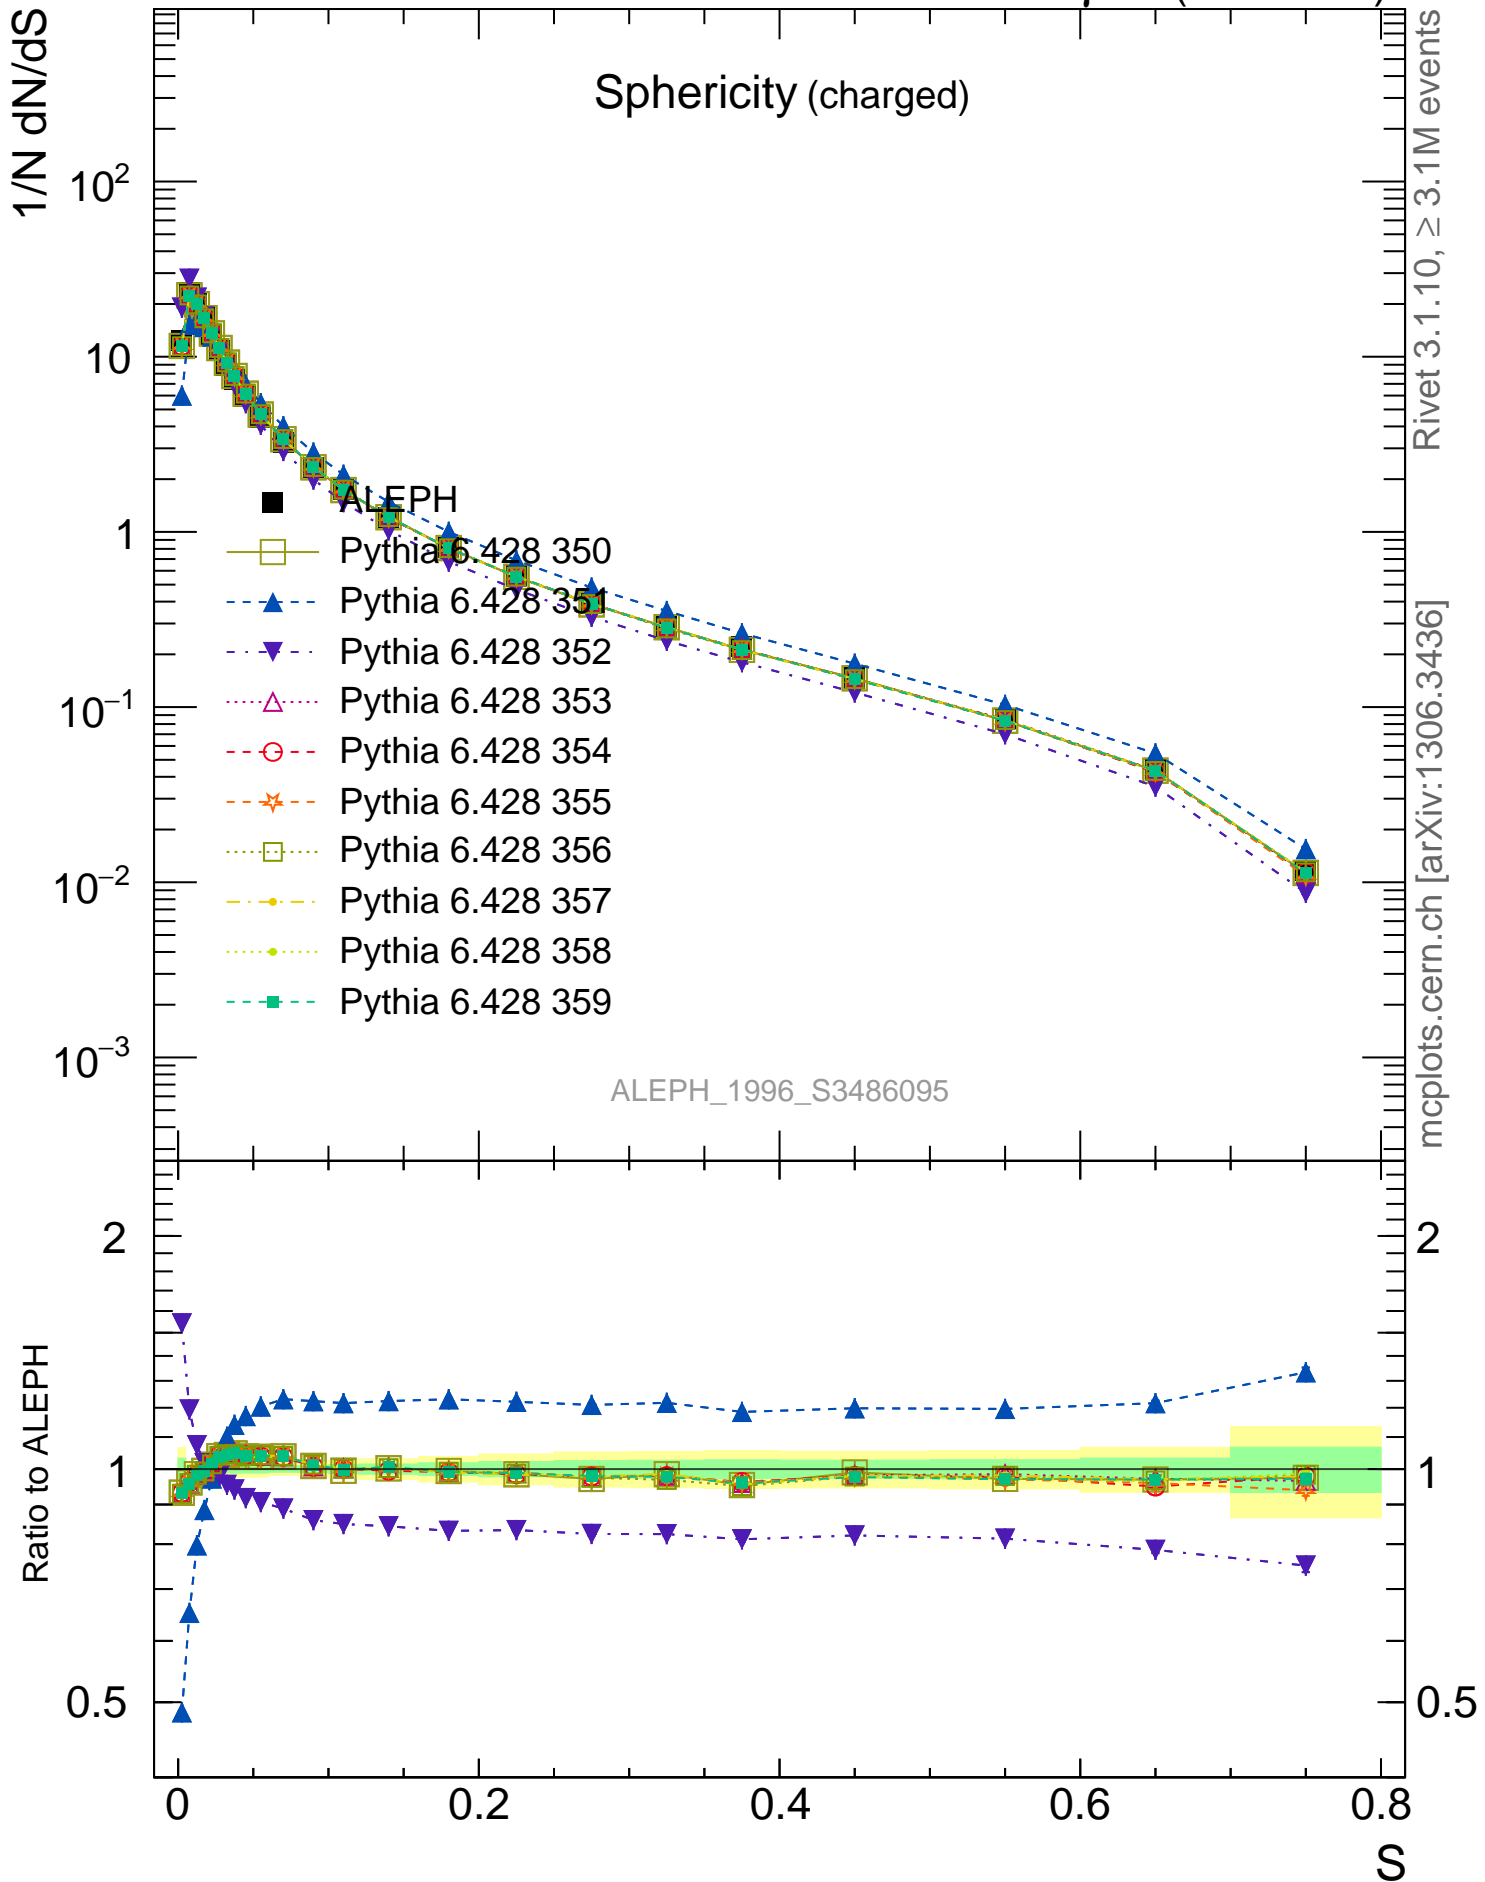 1/N dN/dS
Sphericity (charged)
10²
10
1
10⁻¹
10⁻²
10⁻³
ALEPH
Pythia 6.428 350
Pythia 6.428 351
Pythia 6.428 352
Pythia 6.428 353
Pythia 6.428 354
Pythia 6.428 355
Pythia 6.428 356
Pythia 6.428 357
Pythia 6.428 358
Pythia 6.428 359
ALEPH_1996_S3486095
Rivet 3.1.10, ≥ 3.1M events
mcplots.cern.ch [arXiv:1306.3436]
Ratio to ALEPH
2
1
0.5
2
1
0.5
0
0.2
0.4
0.6
0.8
S